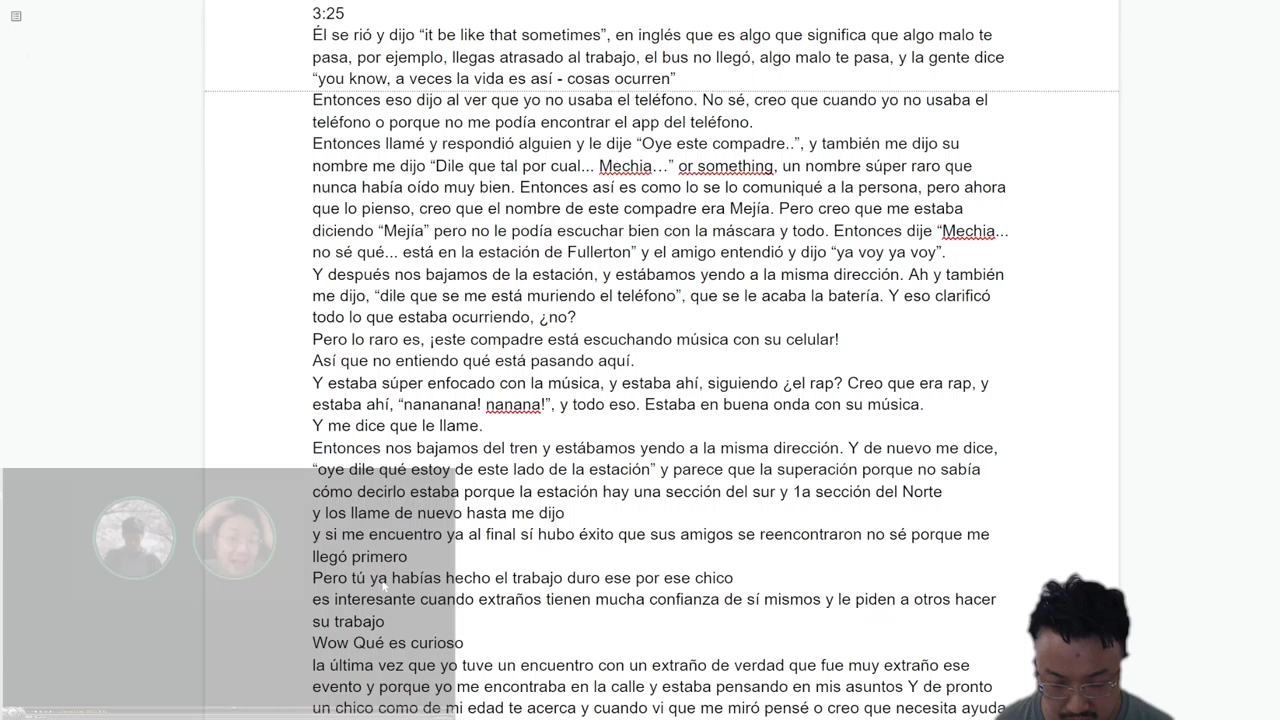 3:25
Él se rió y dijo “it be like that sometimes”, en inglés que es algo que significa que algo malo te
pasa, por ejemplo, llegas atrasado al trabajo, el bus no llegó, algo malo te pasa, y la gente dice
“you know, a veces la vida es así - cosas ocurren”
Entonces eso dijo al ver que yo no usaba el teléfono. No sé, creo que cuando yo no usaba el
teléfono o porque no me podía encontrar el app del teléfono.
Entonces llamé y respondió alguien y le dije “Oye este compadre..”, y también me dijo su
nombre me dijo “Dile que tal por cual... Mechia…” or something, un nombre súper raro que
nunca había oído muy bien. Entonces así es como lo se lo comuniqué a la persona, pero ahora
que lo pienso, creo que el nombre de este compadre era Mejía. Pero creo que me estaba
diciendo “Mejía” pero no le podía escuchar bien con la máscara y todo. Entonces dije “Mechia...
no sé qué... está en la estación de Fullerton” y el amigo entendió y dijo “ya voy ya voy”.
Y después nos bajamos de la estación, y estábamos yendo a la misma dirección. Ah y también
me dijo, “dile que se me está muriendo el teléfono”, que se le acaba la batería. Y eso clarificó
todo lo que estaba ocurriendo, ¿no?
Pero lo raro es, ¡este compadre está escuchando música con su celular!
Así que no entiendo qué está pasando aquí.
Y estaba súper enfocado con la música, y estaba ahí, siguiendo ¿el rap? Creo que era rap, y
estaba ahí, “nananana! nanana!”, y todo eso. Estaba en buena onda con su música.
Y me dice que le llame.
Entonces nos bajamos del tren y estábamos yendo a la misma dirección. Y de nuevo me dice,
“oye dile qué estoy de este lado de la estación” y parece que la superación porque no sabía
cómo decirlo estaba porque la estación hay una sección del sur y 1a sección del Norte
y los llame de nuevo hasta me dijo
y si me encuentro ya al final sí hubo éxito que sus amigos se reencontraron no sé porque me
llegó primero
Pero tú ya habías hecho el trabajo duro ese por ese chico
es interesante cuando extraños tienen mucha confianza de sí mismos y le piden a otros hacer
su trabajo
Wow Qué es curioso
la última vez que yo tuve un encuentro con un extraño de verdad que fue muy extraño ese
evento y porque yo me encontraba en la calle y estaba pensando en mis asuntos Y de pronto
un chico como de mi edad te acerca y cuando vi que me miró pensé o creo que necesita ayuda